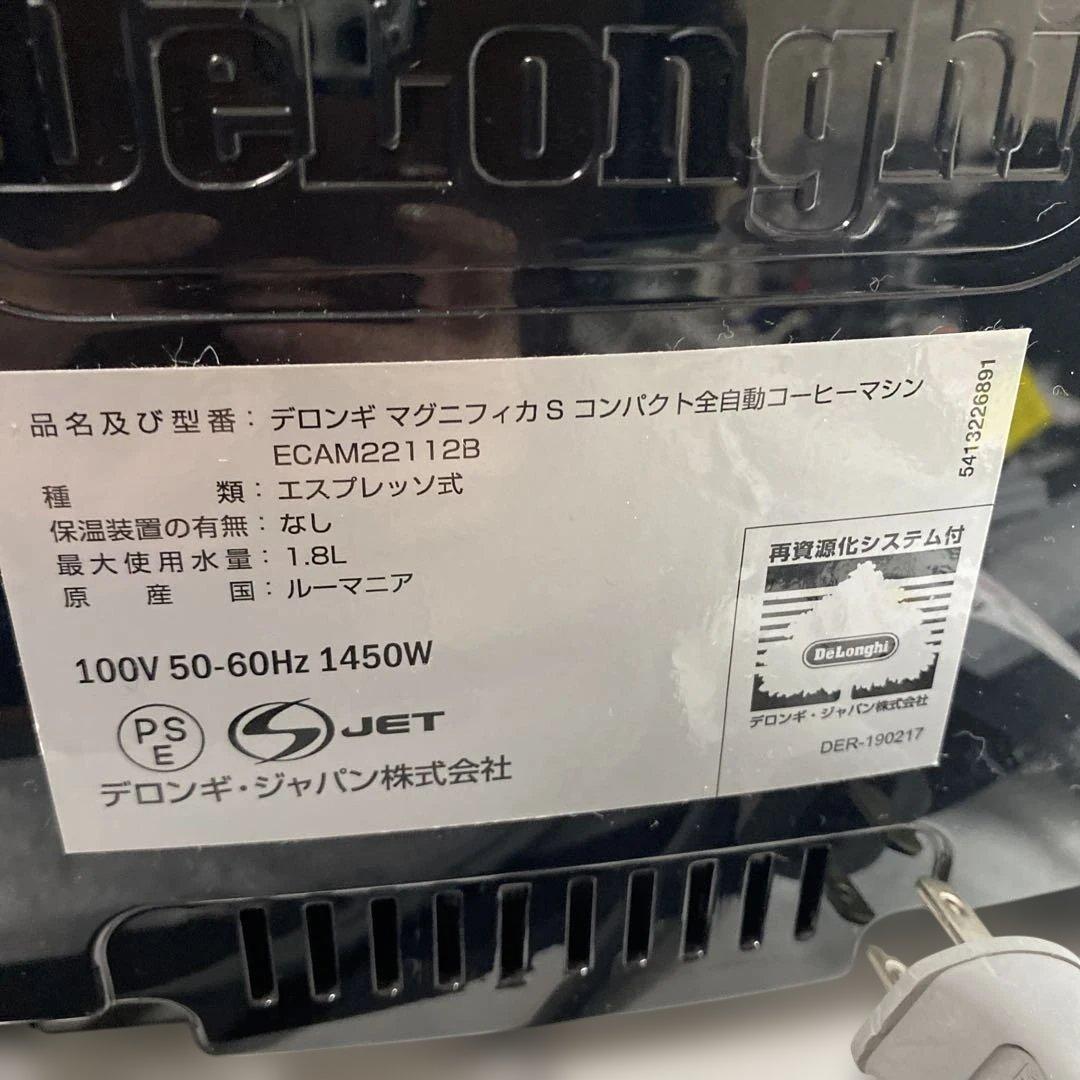 DeLonghi
品名及び型番：デロンギ マグニフィカ S コンパクト全自動コーヒーマシン
ECAM22112B
種類：エスプレッソ式
保温装置の有無：なし
最大使用水量：1.8L
原産国：ルーマニア
100V 50-60Hz 1450W
PS
E
JET
デロンギ・ジャパン株式会社
5413226891
再資源化システム付
DeLonghi
デロンギ・ジャパン株式会社
DER-190217